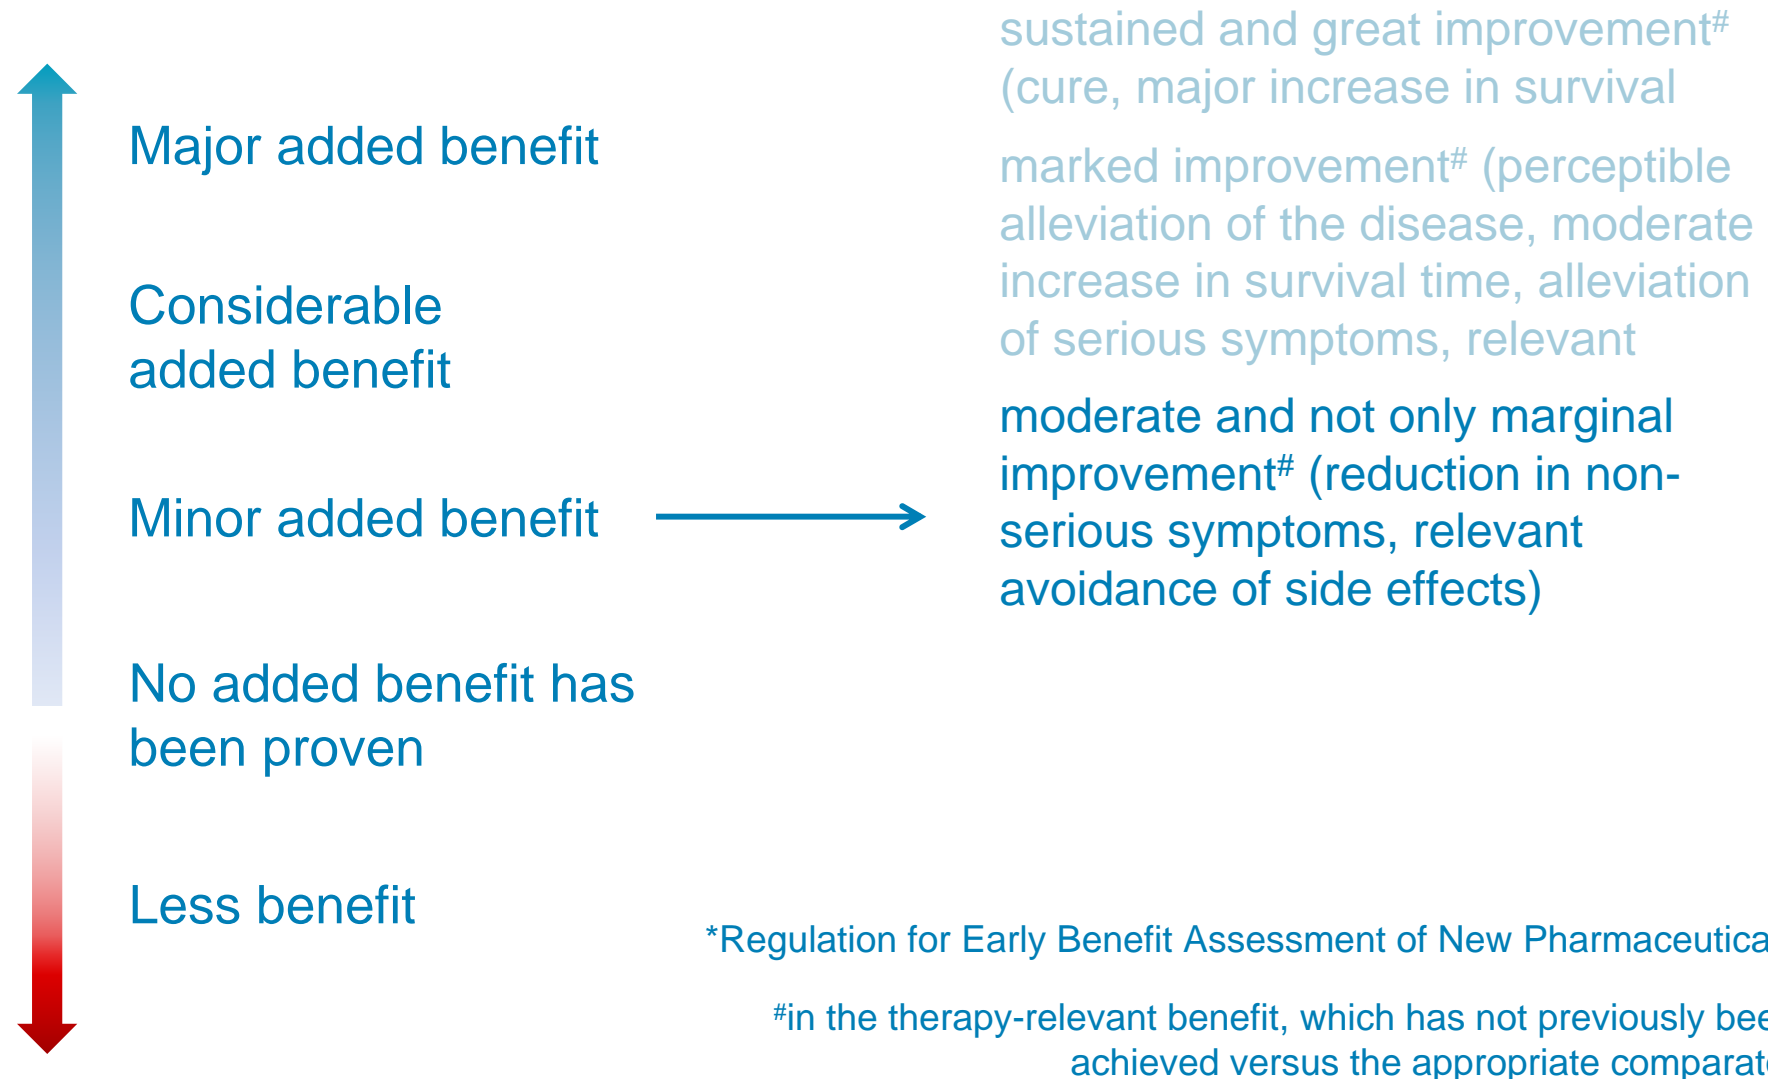 sustained and great improvement#
(cure, major increase in survival
Major added benefit
marked improvement# (perceptible
alleviation of the disease, moderate
increase in survival time, alleviation
of serious symptoms, relevant
Considerable
added benefit
moderate and not only marginal
improvement# (reduction in non-
serious symptoms, relevant
avoidance of side effects)
Minor added benefit
No added benefit has
been proven
Less benefit
*Regulation for Early Benefit Assessment of New Pharmaceutica
#in the therapy-relevant benefit, which has not previously bee
achieved versus the appropriate comparat